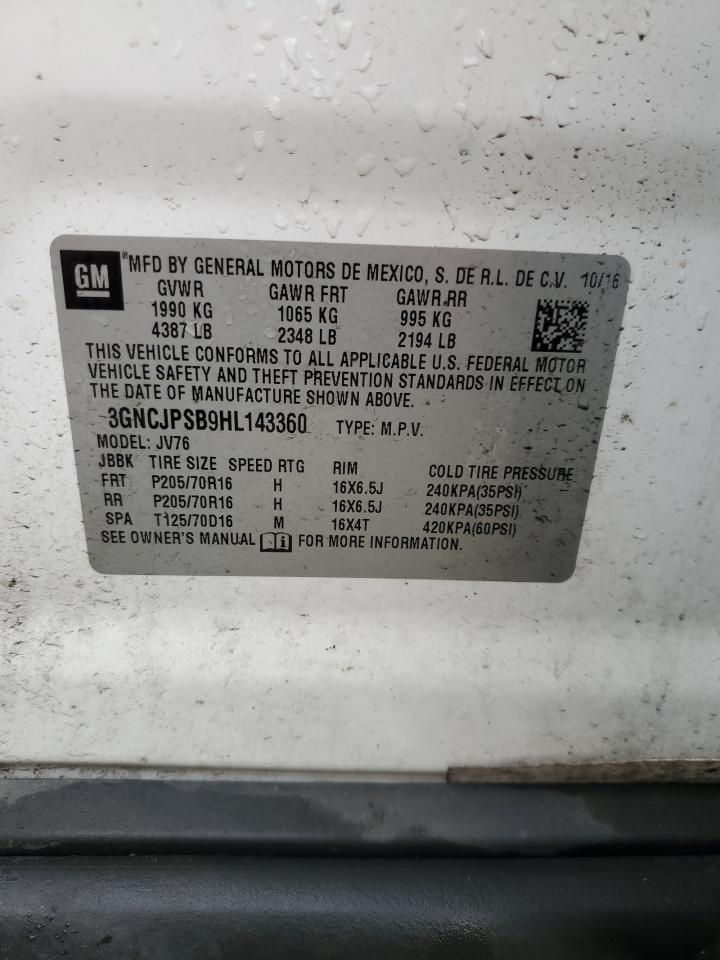 GM ® MFD BY GENERAL MOTORS DE MEXICO, S. DE R.L. DE C.V. 10/16
GVWR GAWR FRT GAWR RR
1990 KG 1065 KG 995 KG
4387 LB 2348 LB 2194 LB
THIS VEHICLE CONFORMS TO ALL APPLICABLE U.S. FEDERAL MOTOR
VEHICLE SAFETY AND THEFT PREVENTION STANDARDS IN EFFECT ON
THE DATE OF MANUFACTURE SHOWN ABOVE.
3GNCJPSB9HL143360 TYPE: M.P.V.
MODEL: JV76
JBBK TIRE SIZE SPEED RTG RIM COLD TIRE PRESSURE
FRT P205/70R16 H 16X6.5J 240KPA(35PSI)
RR P205/70R16 H 16X6.5J 240KPA(35PSI)
SPA T125/70D16 M 16X4T 420KPA(60PSI)
SEE OWNER'S MANUAL i FOR MORE INFORMATION.